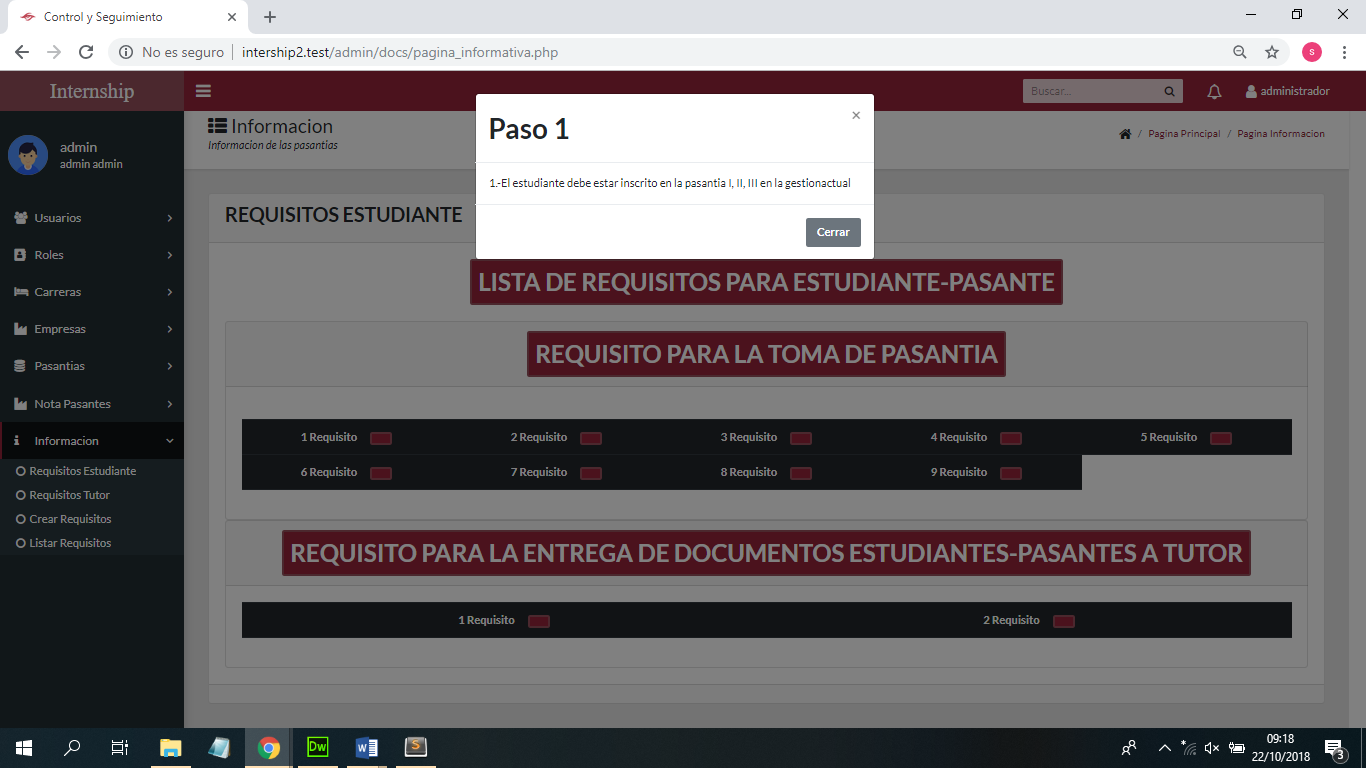 Control y Seguimiento
No es seguro
intership2.test/admin/docs/pagina_informativa.php
s
Internship
Buscar...
administrador
admin
admin admin
Usuarios
Roles
Carreras
Empresas
Pasantias
Nota Pasantes
Informacion
Requisitos Estudiante
Requisitos Tutor
Crear Requisitos
Listar Requisitos
Informacion
Informacion de las pasantias
/ Pagina Principal / Pagina Informacion
Paso 1
×
1.-El estudiante debe estar inscrito en la pasantia I, II, III en la gestionactual
Cerrar
REQUISITOS ESTUDIANTE
LISTA DE REQUISITOS PARA ESTUDIANTE-PASANTE
REQUISITO PARA LA TOMA DE PASANTIA
1 Requisito 2 Requisito 3 Requisito 4 Requisito 5 Requisito
6 Requisito 7 Requisito 8 Requisito 9 Requisito
REQUISITO PARA LA ENTREGA DE DOCUMENTOS ESTUDIANTES-PASANTES A TUTOR
1 Requisito 2 Requisito
Dw
W
S
09:18
22/10/2018
3